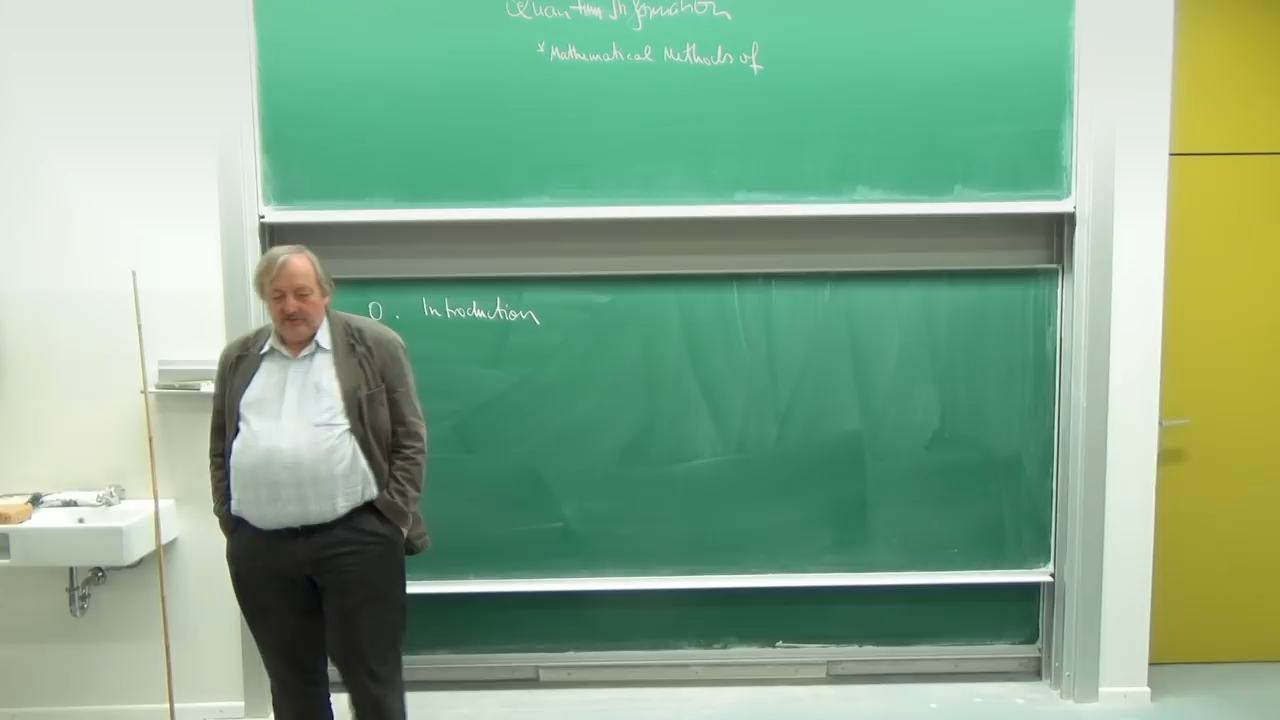 Quantum Information
* Mathematical Methods of
0. Introduction